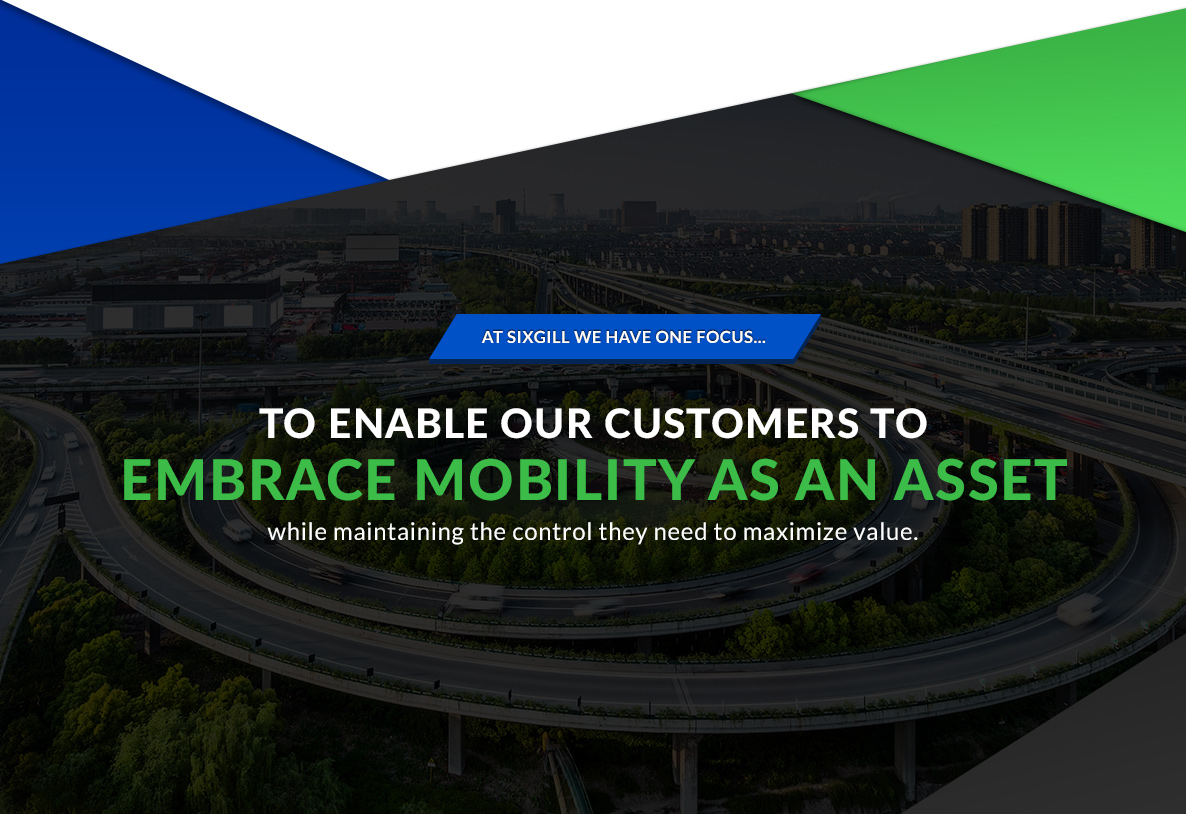 AT SIXGILL WE HAVE ONE FOCUS...
TO ENABLE OUR CUSTOMERS TO
EMBRACE MOBILITY AS AN ASSET
while maintaining the control they need to maximize value.